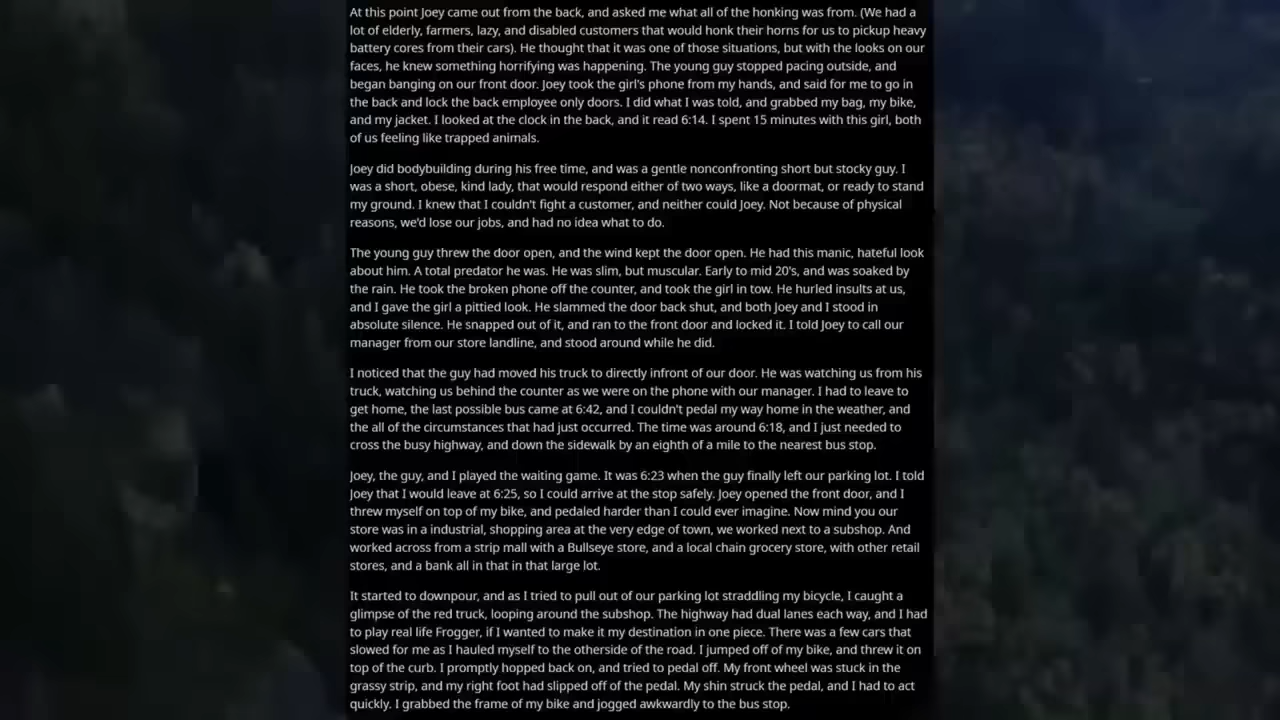 At this point Joey came out from the back, and asked me what all of the honking was from. (We had a
lot of elderly, farmers, lazy, and disabled customers that would honk their horns for us to pickup heavy
battery cores from their cars). He thought that it was one of those situations, but with the looks on our
faces, he knew something horrifying was happening. The young guy stopped pacing outside, and
began banging on our front door. Joey took the girl's phone from my hands, and said for me to go in
the back and lock the back employee only doors. I did what I was told, and grabbed my bag, my bike,
and my jacket. I looked at the clock in the back, and it read 6:14. I spent 15 minutes with this girl, both
of us feeling like trapped animals.
Joey did bodybuilding during his free time, and was a gentle nonconfronting short but stocky guy. I
was a short, obese, kind lady, that would respond either of two ways, like a doormat, or ready to stand
my ground. I knew that I couldn't fight a customer, and neither could Joey. Not because of physical
reasons, we'd lose our jobs, and had no idea what to do.
The young guy threw the door open, and the wind kept the door open. He had this manic, hateful look
about him. A total predator he was. He was slim, but muscular. Early to mid 20's, and was soaked by
the rain. He took the broken phone off the counter, and took the girl in tow. He hurled insults at us,
and I gave the girl a pittied look. He slammed the door back shut, and both Joey and I stood in
absolute silence. He snapped out of it, and ran to the front door and locked it. I told Joey to call our
manager from our store landline, and stood around while he did.
I noticed that the guy had moved his truck to directly infront of our door. He was watching us from his
truck, watching us behind the counter as we were on the phone with our manager. I had to leave to
get home, the last possible bus came at 6:42, and I couldn't pedal my way home in the weather, and
the all of the circumstances that had just occurred. The time was around 6:18, and I just needed to
cross the busy highway, and down the sidewalk by an eighth of a mile to the nearest bus stop.
Joey, the guy, and I played the waiting game. It was 6:23 when the guy finally left our parking lot. I told
Joey that I would leave at 6:25, so I could arrive at the stop safely. Joey opened the front door, and I
threw myself on top of my bike, and pedaled harder than I could ever imagine. Now mind you our
store was in a industrial, shopping area at the very edge of town, we worked next to a subshop. And
worked across from a strip mall with a Bullseye store, and a local chain grocery store, with other retail
stores, and a bank all in that in that large lot.
It started to downpour, and as I tried to pull out of our parking lot straddling my bicycle, I caught a
glimpse of the red truck, looping around the subshop. The highway had dual lanes each way, and I had
to play real life Frogger, if I wanted to make it my destination in one piece. There was a few cars that
slowed for me as I hauled myself to the otherside of the road. I jumped off of my bike, and threw it on
top of the curb. I promptly hopped back on, and tried to pedal off. My front wheel was stuck in the
grassy strip, and my right foot had slipped off of the pedal. My shin struck the pedal, and I had to act
quickly. I grabbed the frame of my bike and jogged awkwardly to the bus stop.